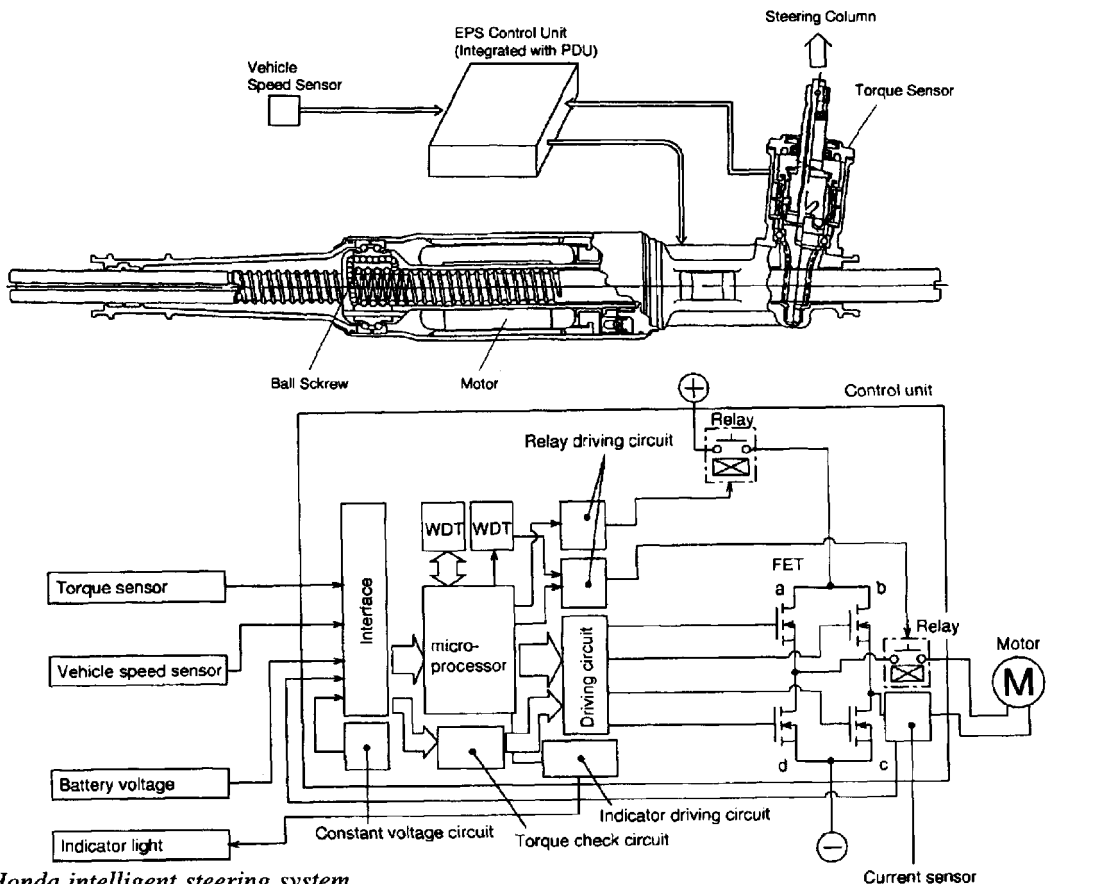 Steering Column
EPS Control Unit
(Integrated with PDU)
Vehicle
Speed Sensor
Torque Sensor
Ball Sckrew
Motor
Control unit
Relay
Relay driving circuit
WDT
WDT
FET
a
b
Torque sensor
Interface
micro-
processor
Driving circuit
Relay
Motor
M
Vehicle speed sensor
d
c
Battery voltage
Indicator driving circuit
Constant voltage circuit
Torque check circuit
Indicator light
Current sensor
Honda intelligent steering system